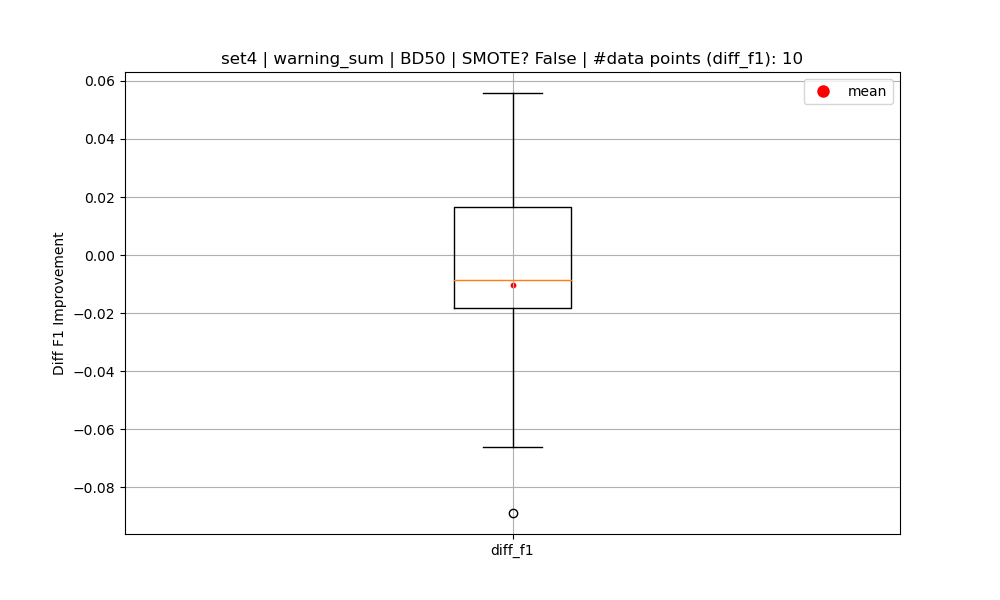 set4 | warning_sum | BD50 | SMOTE? False | #data points (diff_f1): 10
mean
0.06
0.04
0.02
0.00
−0.02
−0.04
−0.06
−0.08
Diff F1 Improvement
diff_f1